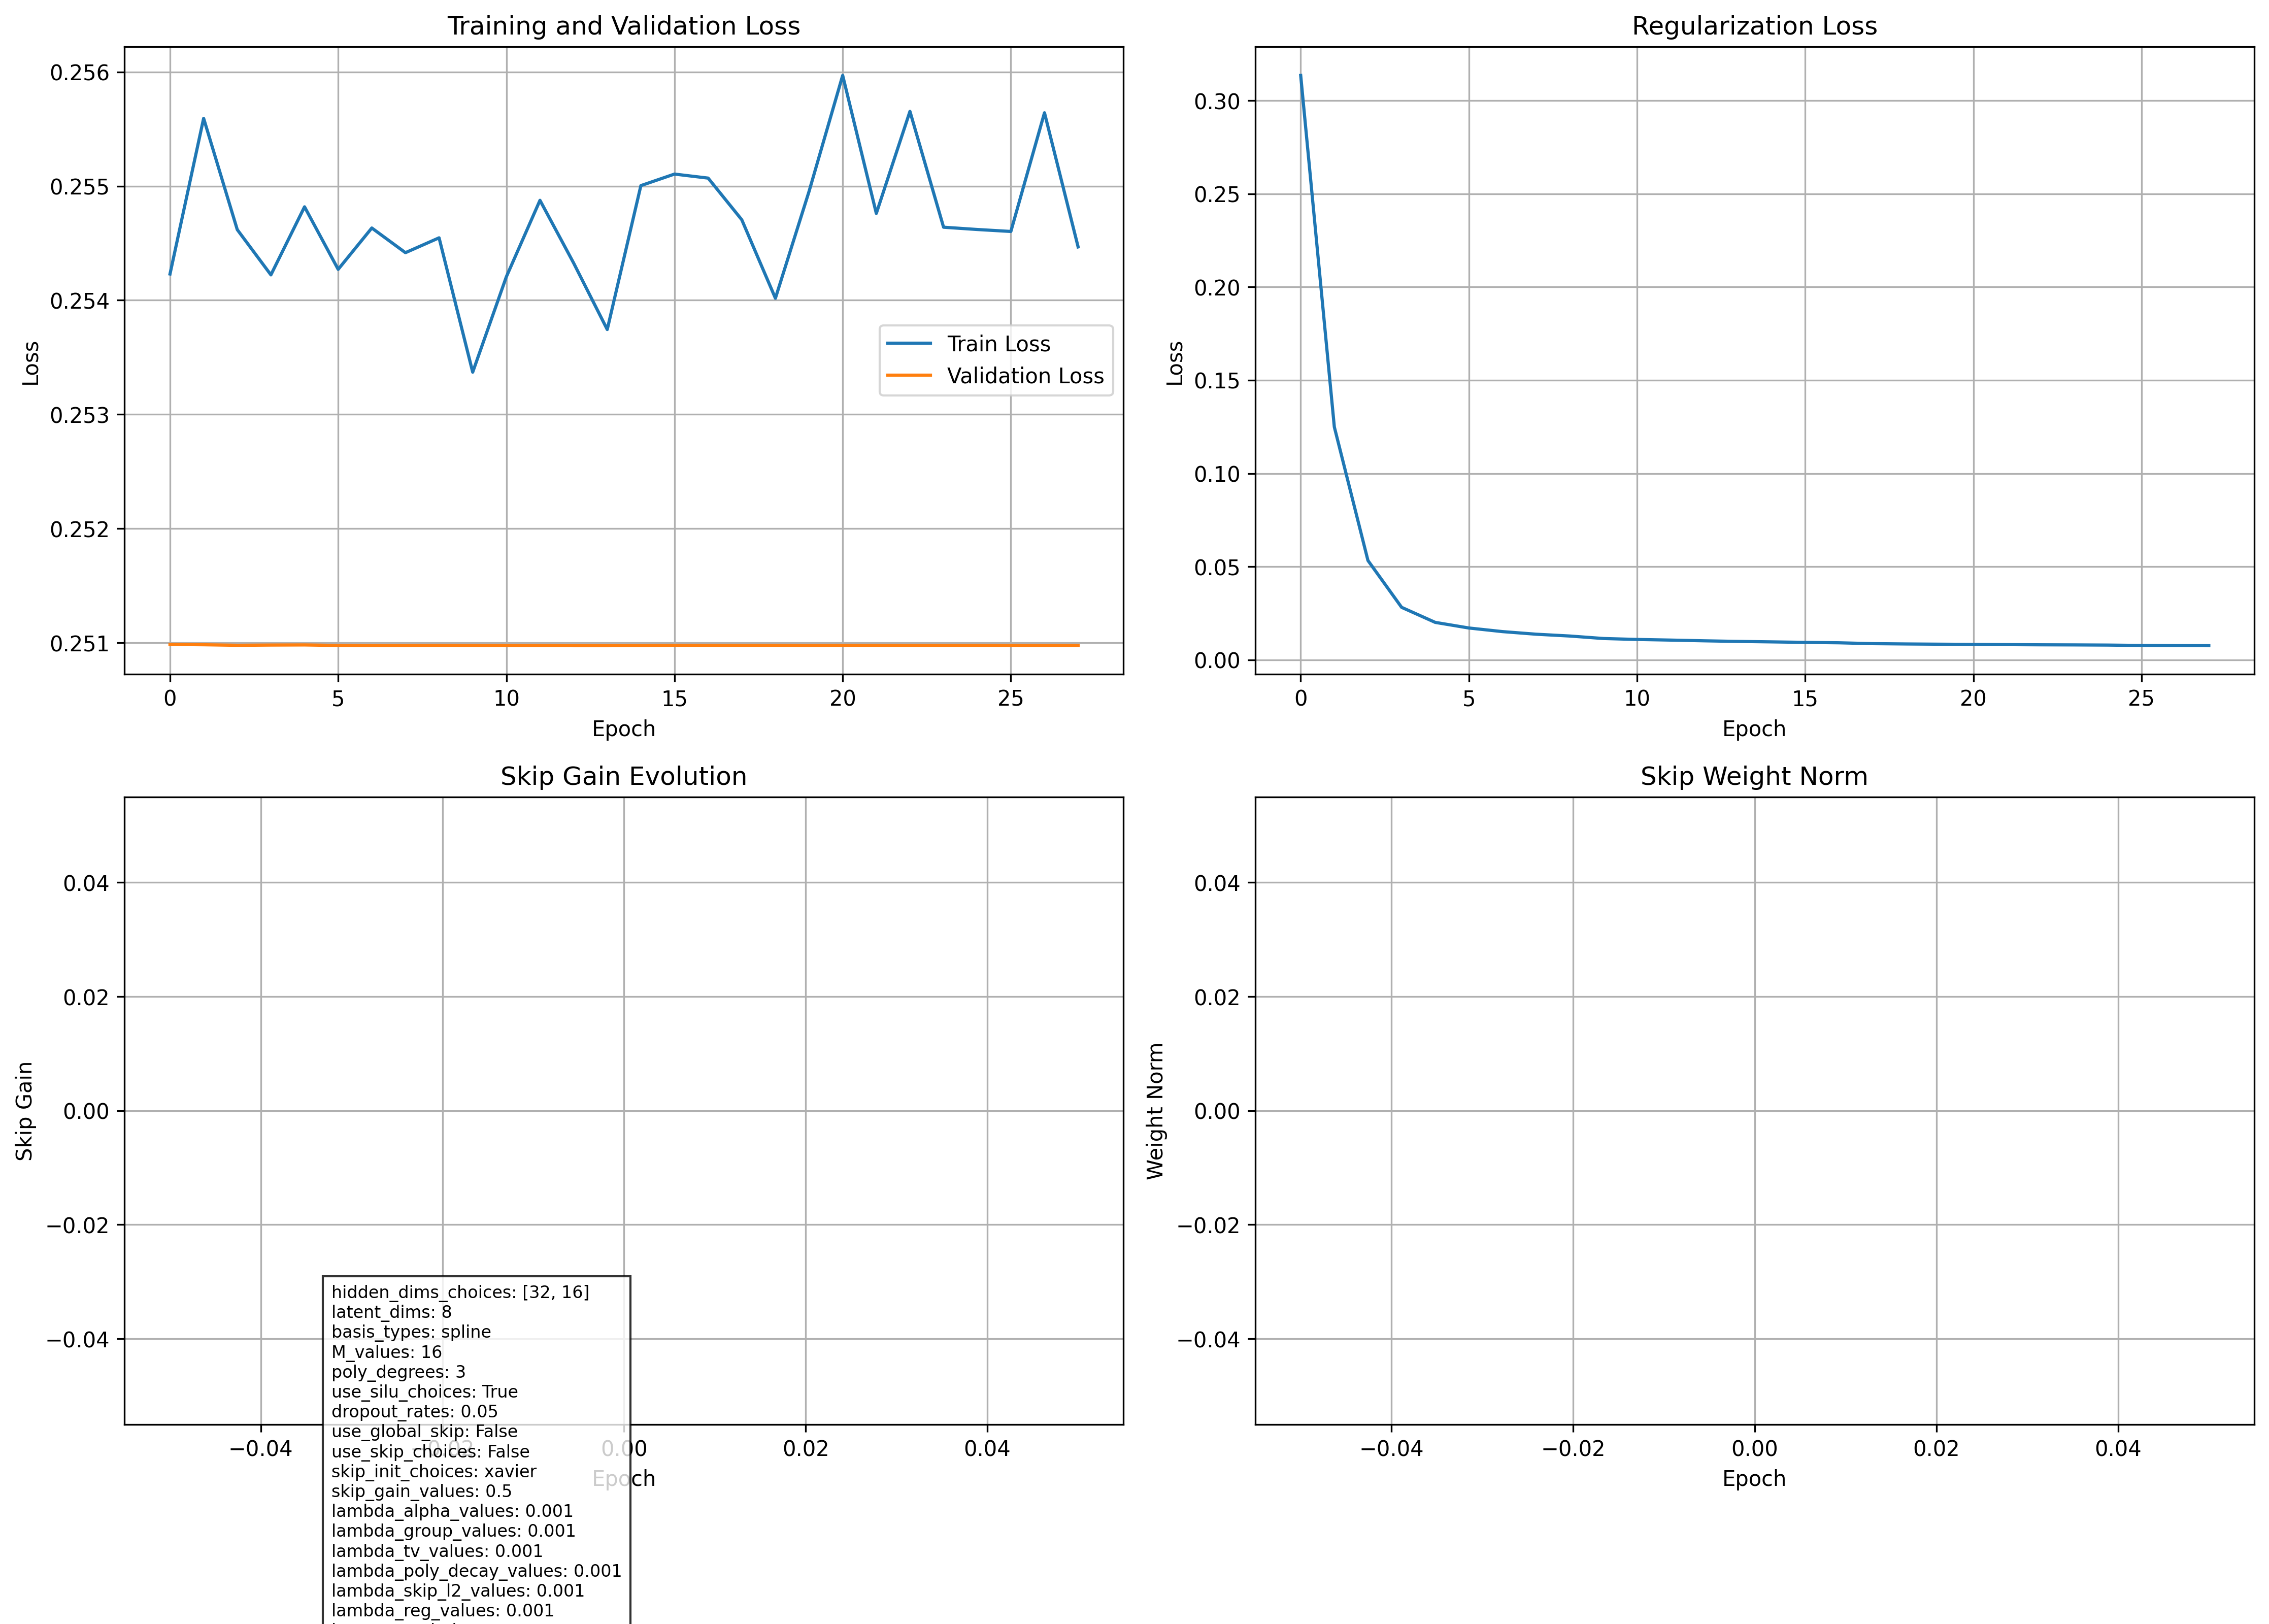 Training and Validation Loss
0.256
0.255
0.254
0.253
0.252
0.251
Loss
Train Loss
Validation Loss
0 5 10 15 20 25
Epoch
Regularization Loss
0.30
0.25
0.20
0.15
0.10
0.05
0.00
Loss
0 5 10 15 20 25
Epoch
Skip Gain Evolution
0.04
0.02
0.00
−0.02
−0.04
Skip Gain
−0.04 0.00 0.02 0.04
Epoch
hidden_dims_choices: [32, 16]
latent_dims: 8
basis_types: spline
M_values: 16
poly_degrees: 3
use_silu_choices: True
dropout_rates: 0.05
use_global_skip: False
use_skip_choices: False
skip_init_choices: xavier
skip_gain_values: 0.5
lambda_alpha_values: 0.001
lambda_group_values: 0.001
lambda_tv_values: 0.001
lambda_poly_decay_values: 0.001
lambda_skip_l2_values: 0.001
lambda_reg_values: 0.001
Skip Weight Norm
0.04
0.02
0.00
−0.02
−0.04
Weight Norm
−0.04 −0.02 0.00 0.02 0.04
Epoch